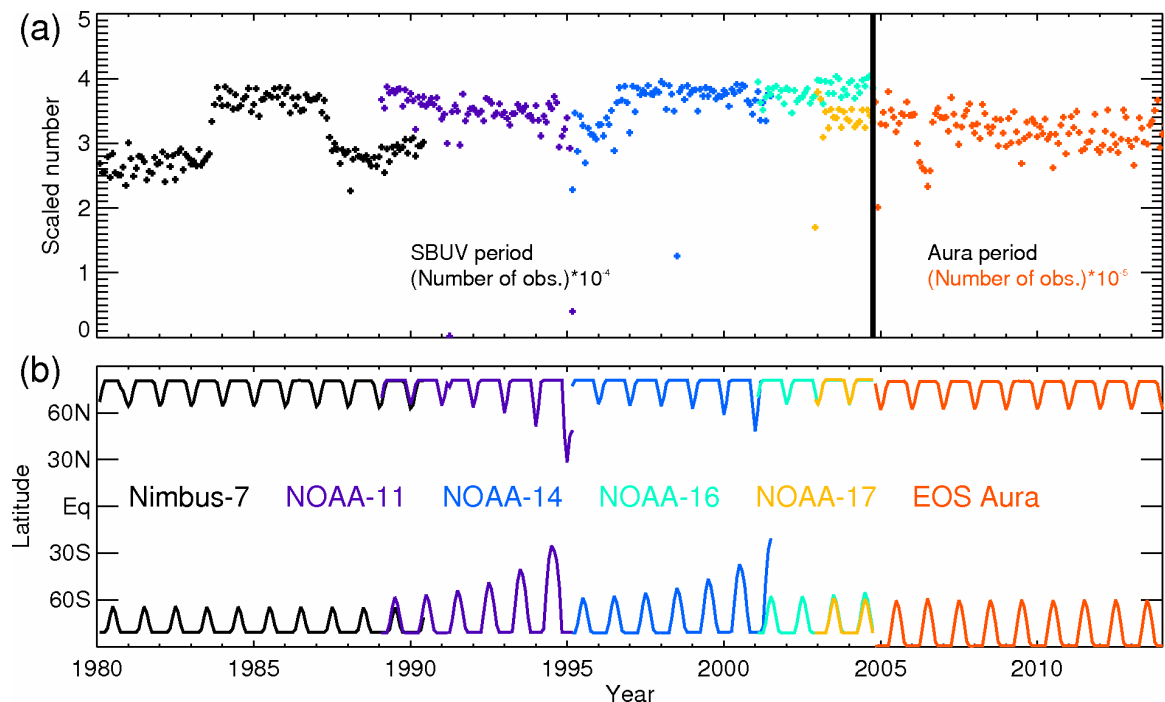 (a)
5
4
3
2
1
0
Scaled number
SBUV period
(Number of obs.)*10-4
Aura period
(Number of obs.)*10-5
(b)
60N
30N
Eq
30S
60S
Latitude
Nimbus-7 NOAA-11 NOAA-14 NOAA-16 NOAA-17 EOS Aura
1980 1985 1990 1995 2000 2005 2010
Year